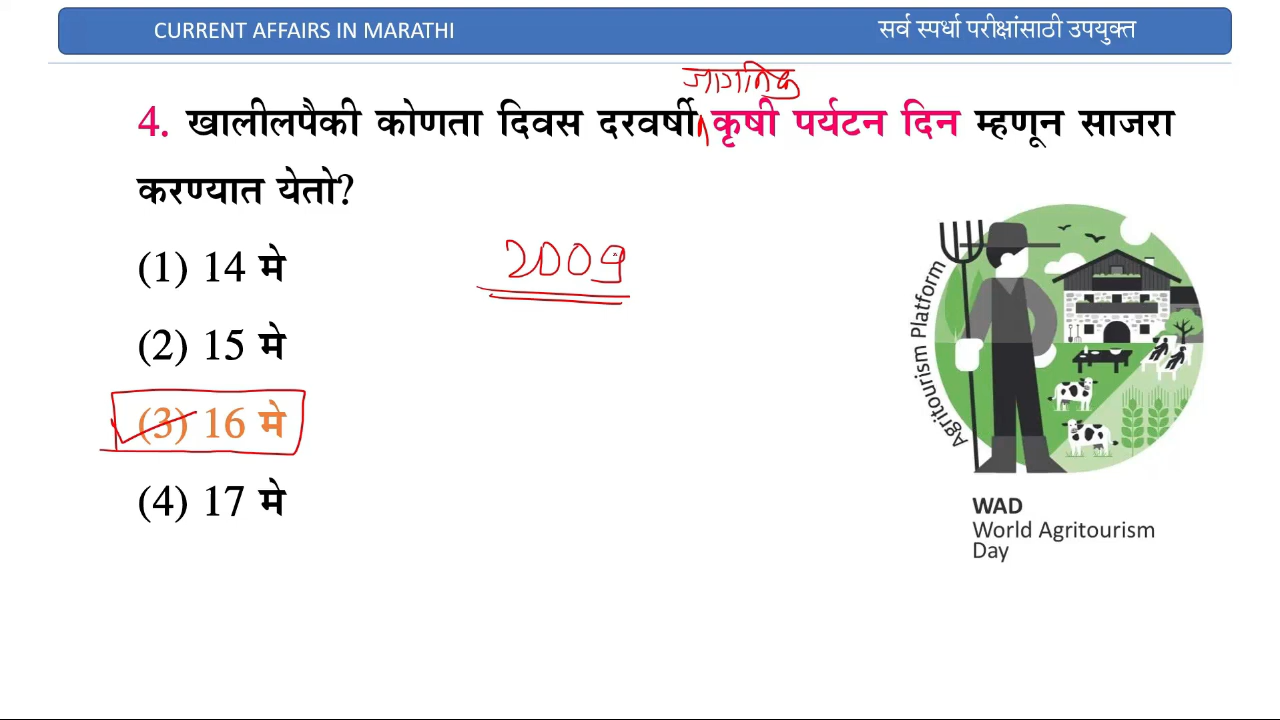 CURRENT AFFAIRS IN MARATHI
सर्व स्पर्धा परीक्षांसाठी उपयुक्त
जागतिक
4. खालीलपैकी कोणता दिवस दरवर्षी कृषी पर्यटन दिन म्हणून साजरा
करण्यात येतो?
(1) 14 मे
2009
(2) 15 मे
(3) 16 मे
(4) 17 मे
Agritourism Platform
WAD
World Agritourism
Day